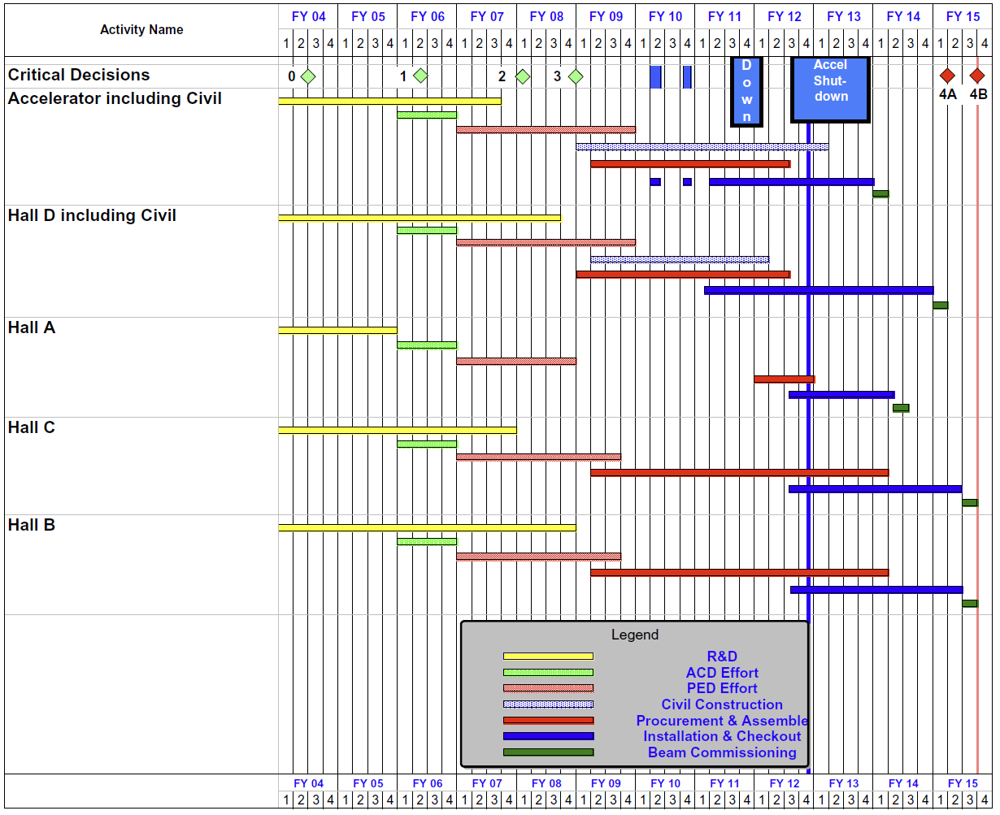 Activity Name
FY 04 FY 05 FY 06 FY 07 FY 08 FY 09 FY 10 FY 11 FY 12 FY 13 FY 14 FY 15
1 2 3 4 1 2 3 4 1 2 3 4 1 2 3 4 1 2 3 4 1 2 3 4 1 2 3 4 1 2 3 4 1 2 3 4 1 2 3 4 1 2 3 4 1 2 3 4
Critical Decisions
0 1 2 3
Down
Accel
Shut-
down
4A 4B
Accelerator including Civil
Hall D including Civil
Hall A
Hall C
Hall B
Legend
R&D
ACD Effort
PED Effort
Civil Construction
Procurement & Assemble
Installation & Checkout
Beam Commissioning
FY 04 FY 05 FY 06 FY 07 FY 08 FY 09 FY 10 FY 11 FY 12 FY 13 FY 14 FY 15
1 2 3 4 1 2 3 4 1 2 3 4 1 2 3 4 1 2 3 4 1 2 3 4 1 2 3 4 1 2 3 4 1 2 3 4 1 2 3 4 1 2 3 4 1 2 3 4